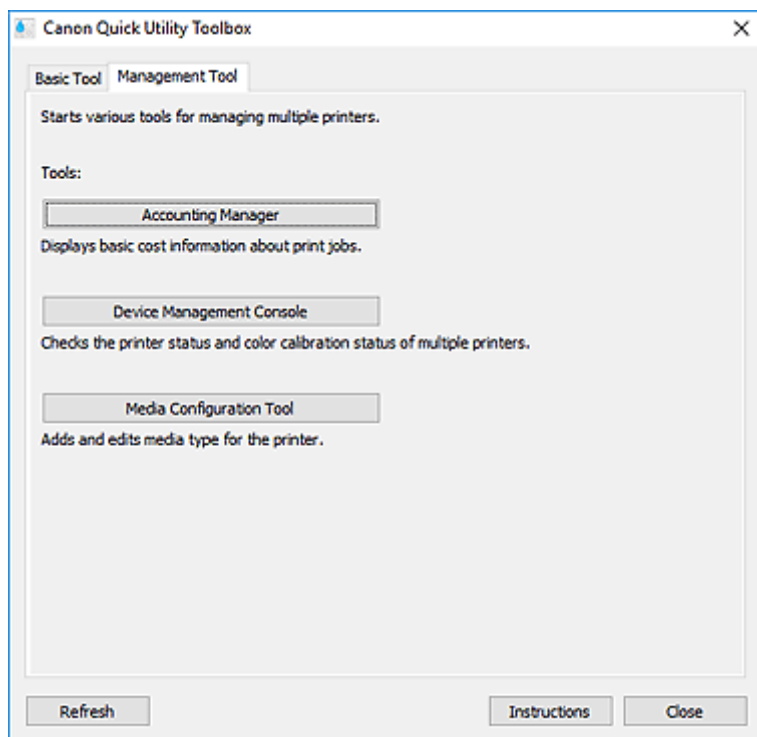 Canon Quick Utility Toolbox
Basic Tool Management Tool
Starts various tools for managing multiple printers.
Tools:
Accounting Manager
Displays basic cost information about print jobs.
Device Management Console
Checks the printer status and color calibration status of multiple printers.
Media Configuration Tool
Adds and edits media type for the printer.
Refresh Instructions Close